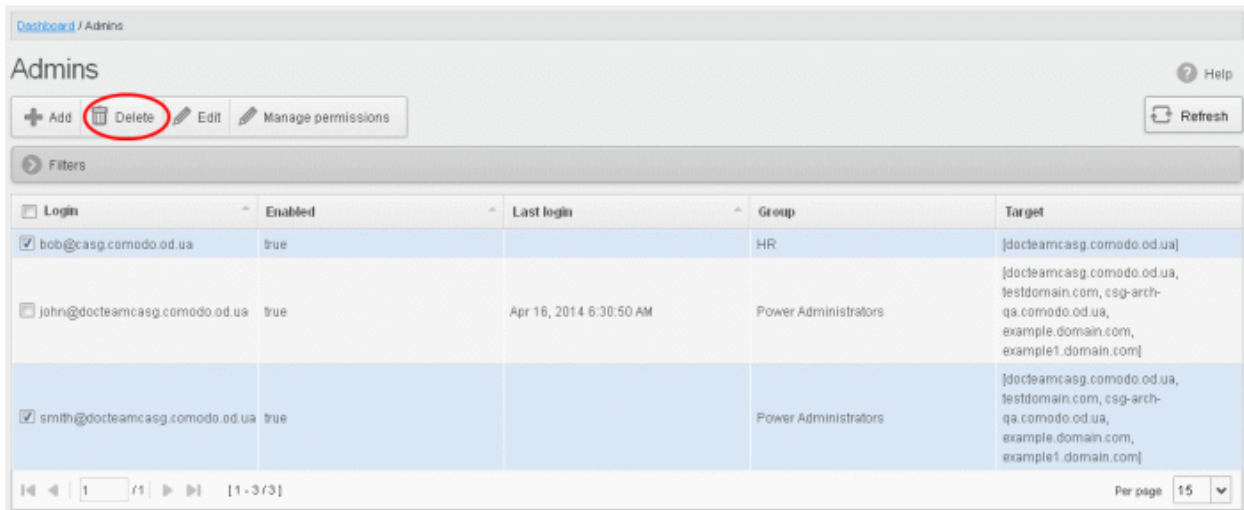 Dashboard / Admins
Admins
Help
Add Delete Edit Manage permissions
Refresh
Filters
Login Enabled Last login Group Target
bob@casg.comodo.od.ua true HR [docteamcasg.comodo.od.ua]
john@docteamcasg.comodo.od.ua true Apr 16, 2014 6:30:50 AM Power Administrators [docteamcasg.comodo.od.ua,
testdomain.com, csg-arch-
qa.comodo.od.ua,
example.domain.com,
example1.domain.com]
smith@docteamcasg.comodo.od.ua true Power Administrators [docteamcasg.comodo.od.ua,
testdomain.com, csg-arch-
qa.comodo.od.ua,
example.domain.com,
example1.domain.com]
1 /1 [1 - 3 / 3] Per page 15